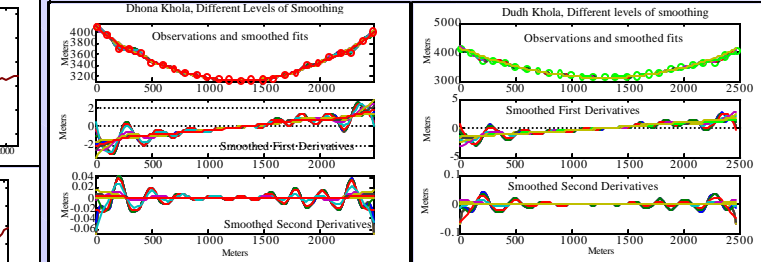 Dhona Khola, Different Levels of Smoothing
Meters
4000
3800
3600
3400
3200
Observations and smoothed fits
0 500 1000 1500 2000
Meters
2
0
-2
Smoothed First Derivatives
0 500 1000 1500 2000
Meters
0.04
0.02
0
-0.02
-0.04
-0.06
Smoothed Second Derivatives
0 500 1000 1500 2000
Meters
Dudh Khola, Different levels of smoothing
Meters
5000
4000
3000
Observations and smoothed fits
0 500 1000 1500 2000 2500
Meters
5
0
-5
Smoothed First Derivatives
0 500 1000 1500 2000 2500
Meters
0.1
0
-0.1
Smoothed Second Derivatives
0 500 1000 1500 2000 2500
Meters